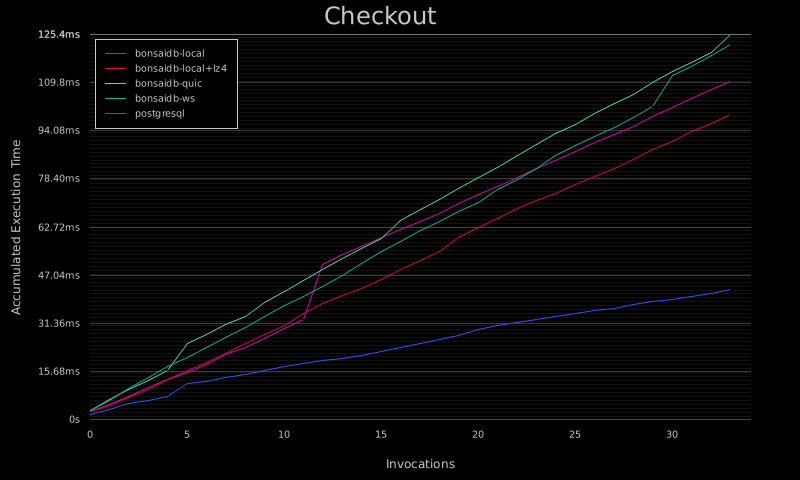 Checkout
125.4ms
109.8ms
94.08ms
78.40ms
62.72ms
47.04ms
31.36ms
15.68ms
0s
Accumulated Execution Time
bonsaidb-local
bonsaidb-local+lz4
bonsaidb-quic
bonsaidb-ws
postgresql
0 5 10 15 20 25 30
Invocations